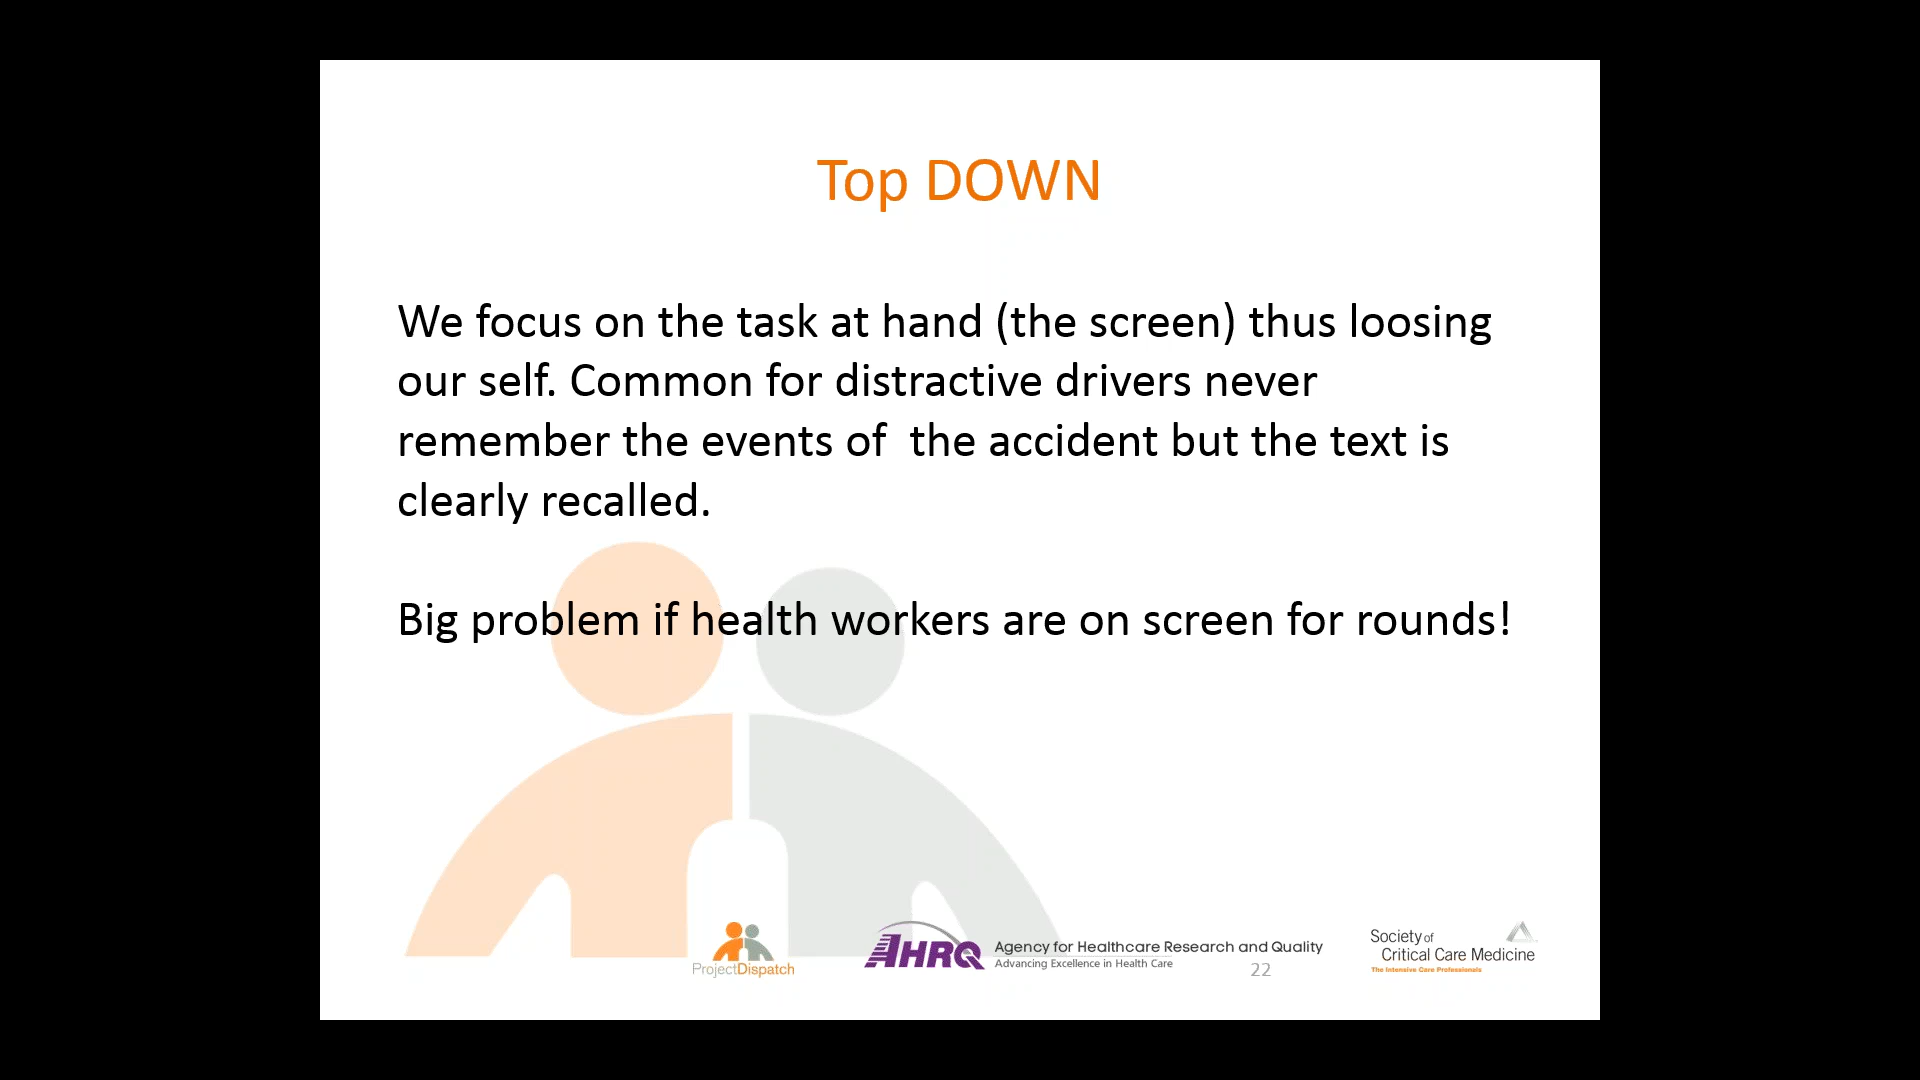 Top DOWN
We focus on the task at hand (the screen) thus loosing
our self. Common for distractive drivers never
remember the events of  the accident but the text is
clearly recalled.
Big problem if health workers are on screen for rounds!
ProjectDispatch
AHRQ
Agency for Healthcare Research and Quality
Advancing Excellence in Health Care
22
Society of
Critical Care Medicine
The Intensive Care Professionals